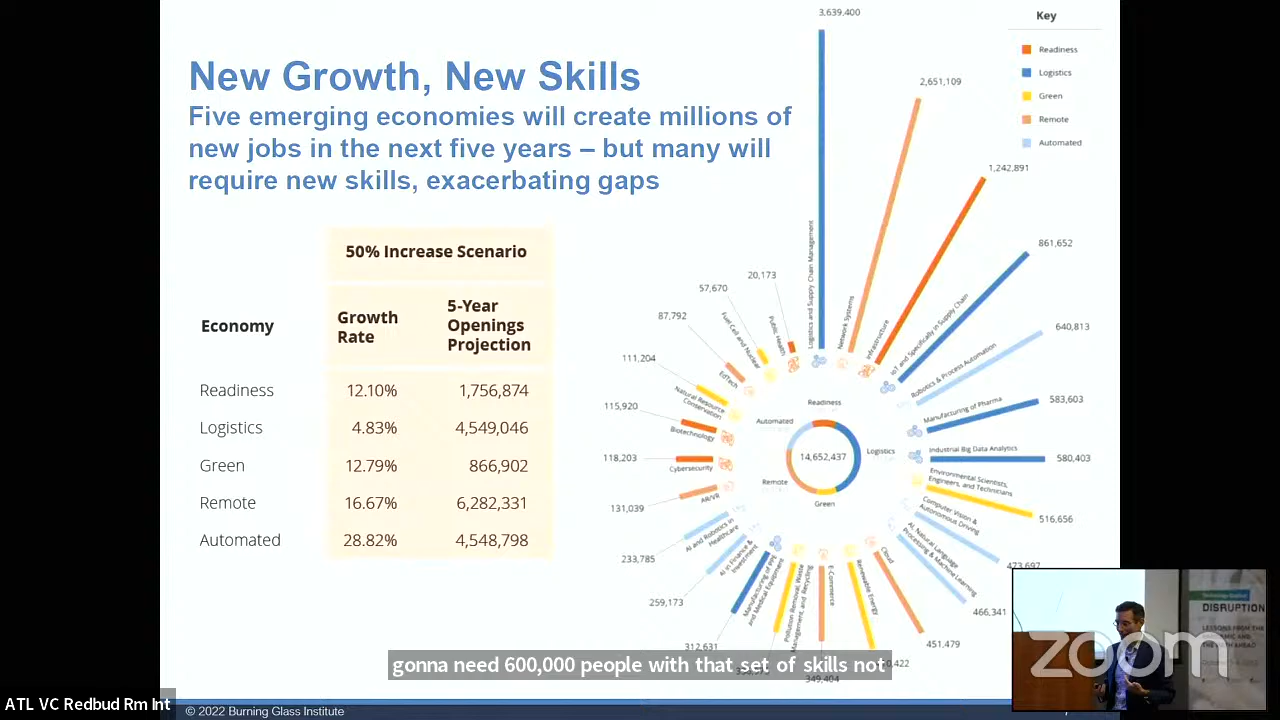 New Growth, New Skills
Five emerging economies will create millions of
new jobs in the next five years – but many will
require new skills, exacerbating gaps
50% Increase Scenario
Economy
Growth
Rate
5-Year
Openings
Projection
Readiness 12.10% 1,756,874
Logistics 4.83% 4,549,046
Green 12.79% 866,902
Remote 16.67% 6,282,331
Automated 28.82% 4,548,798
Key
Readiness
Logistics
Green
Remote
Automated
3,639,400
Logistics and Supply Chain Management
2,651,109
Network Systems
1,242,891
Infrastructure
861,652
IoT and Specifically in Supply Chain
640,813
Robotics & Process Automation
583,603
Manufacturing of Pharma
580,403
Industrial Big Data Analytics
516,656
Environmental Scientists,
Engineers, and Technicians
473,697
Computer Vision &
Autonomous Driving
466,341
AI, Natural Language
Processing & Machine Learning
451,479
Cloud
Renewable Energy
349,404
E-Commerce
Pollution Removal, Waste
Management, and Recycling
312,631
Manufacturing of PPE
and Medical Equipment
259,173
AI in Finance &
Investment
233,785
AI and Robotics in
Healthcare
131,039
AR/VR
118,203
Cybersecurity
115,920
Biotechnology
111,204
Natural Resource
Conservation
87,792
EdTech
57,670
Fuel Cell and Nuclear
20,173
Public Health
Readiness
Automated
Logistics
14,652,437
Remote
Green
gonna need 600,000 people with that set of skills not
ATL VC Redbud Rm Int
© 2022 Burning Glass Institute
DISRUPTION
LESSONS FROM THE
zoom